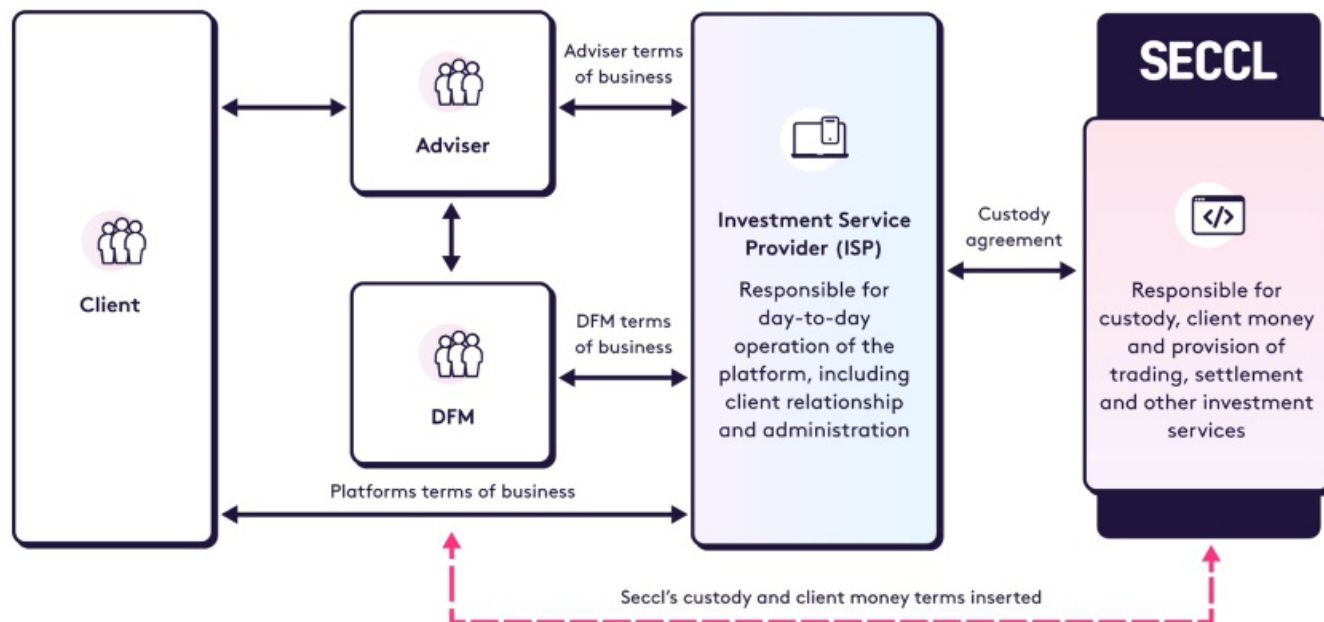 Client
Adviser
DFM
Adviser terms
of business
DFM terms
of business
Platforms terms of business
Investment Service
Provider (ISP)
Responsible for
day-to-day
operation of the
platform, including
client relationship
and administration
Custody
agreement
SECCL
</>
Responsible for
custody, client money
and provision of
trading, settlement
and other investment
services
Seccl's custody and client money terms inserted